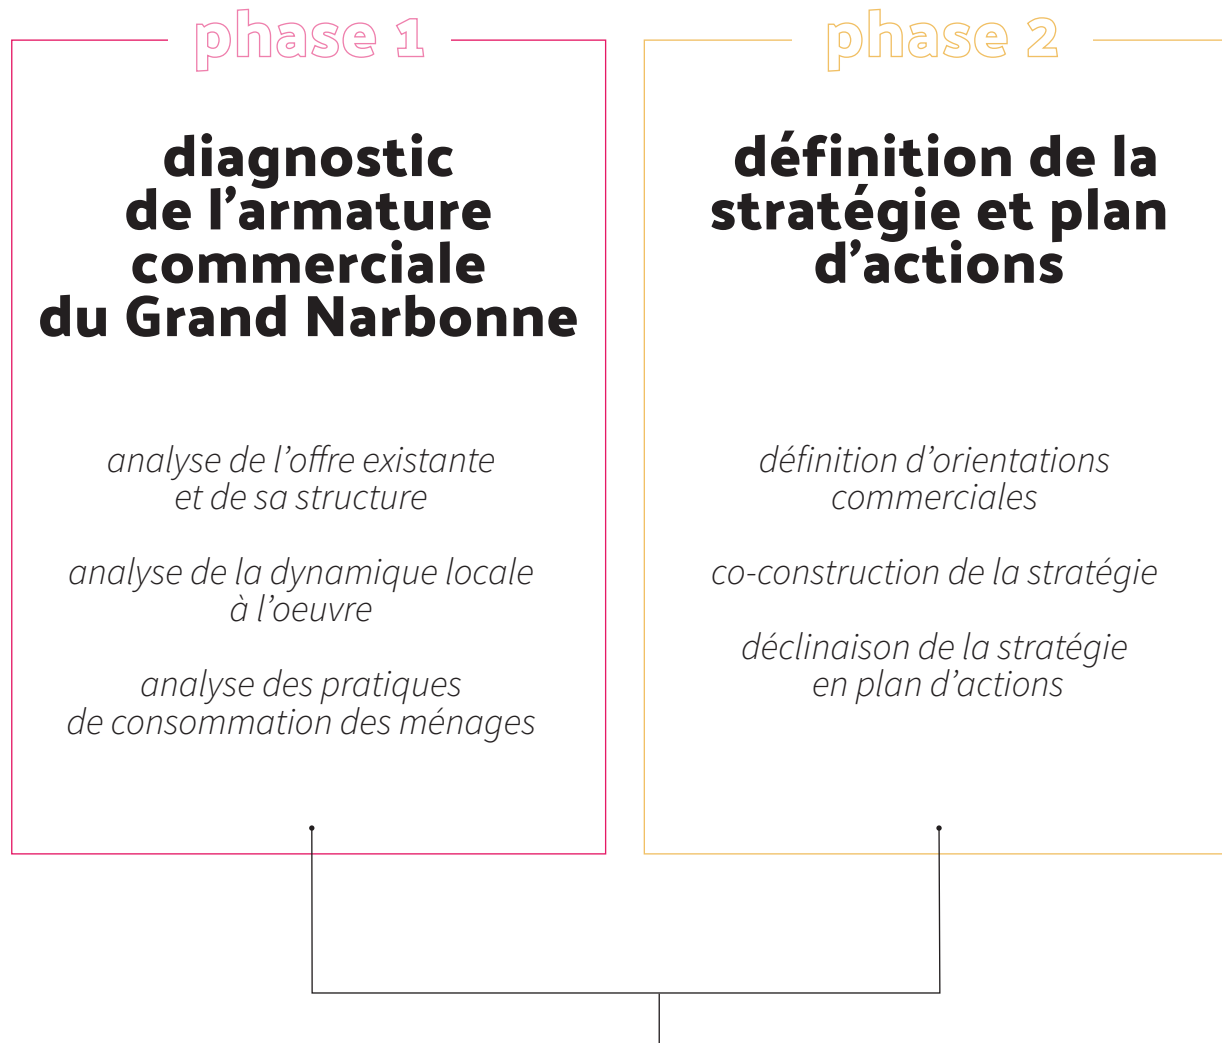 phase 1
diagnostic
de l’armature
commerciale
du Grand Narbonne
analyse de l’offre existante
et de sa structure
analyse de la dynamique locale
à l’oeuvre
analyse des pratiques
de consommation des ménages
phase 2
définition de la
stratégie et plan
d’actions
définition d’orientations
commerciales
co-construction de la stratégie
déclinaison de la stratégie
en plan d’actions